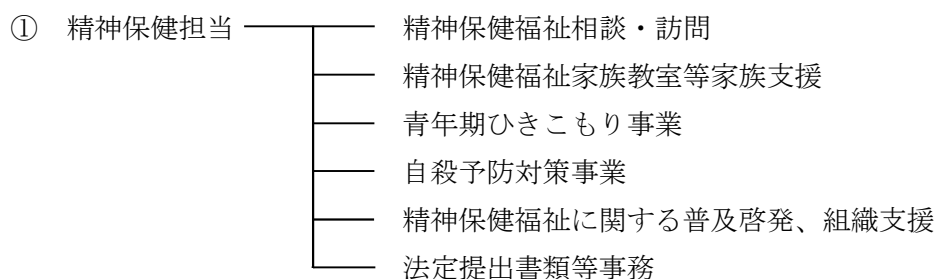 ① 精神保健担当 精神保健福祉相談・訪問
精神保健福祉家族教室等家族支援
青年期ひきこもり事業
自殺予防対策事業
精神保健福祉に関する普及啓発、組織支援
法定提出書類等事務